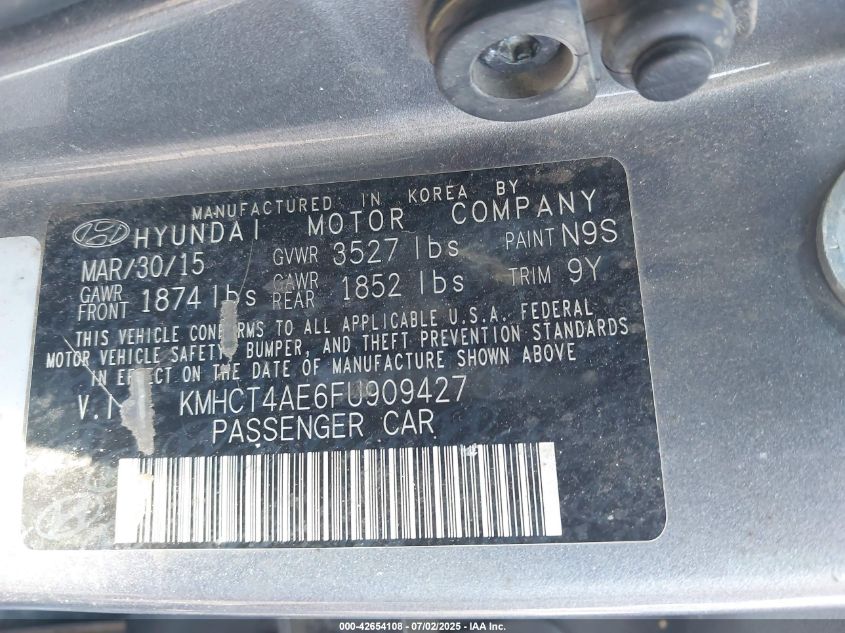 MANUFACTURED IN KOREA BY
HYUNDAI MOTOR COMPANY
MAR/30/15 GVWR 3527 lbs PAINT N9S
GAWR FRONT 1874 lbs GAWR REAR 1852 lbs TRIM 9Y
THIS VEHICLE CONF RMS TO ALL APPLICABLE U.S.A. FEDERAL
MOTOR VEHICLE SAFETY, BUMPER, AND THEFT PREVENTION STANDARDS
IN EFFECT ON THE DATE OF MANUFACTURE SHOWN ABOVE
V.I KMHCT4AE6FU909427
PASSENGER CAR
000-42654108 - 07/02/2025 - IAA Inc.